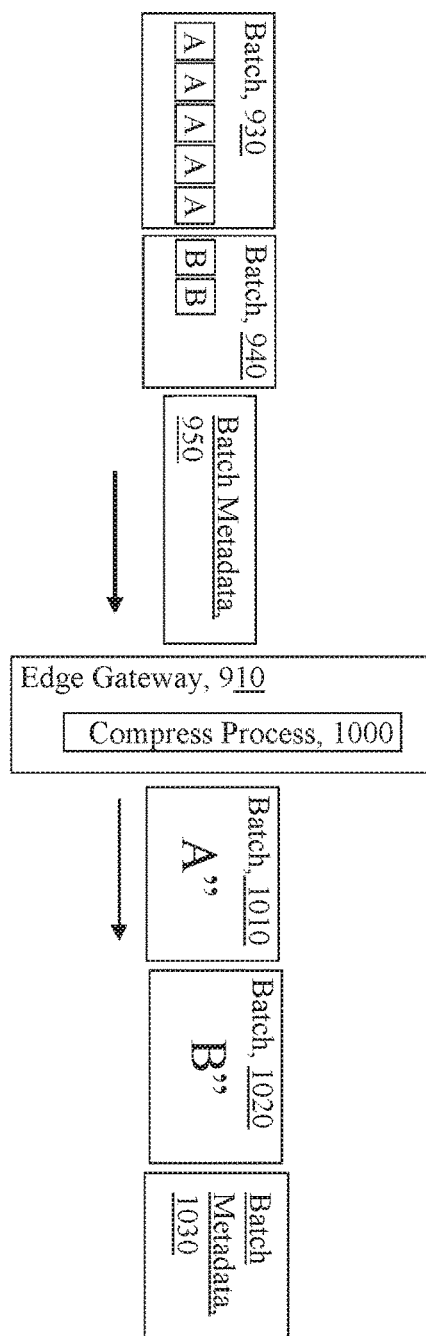 Batch, 930
A A A A A
Batch, 940
B B
Batch Metadata,
950
Edge Gateway, 910
Compress Process, 1000
Batch, 1010
A”
Batch, 1020
B”
Batch
Metadata,
1030